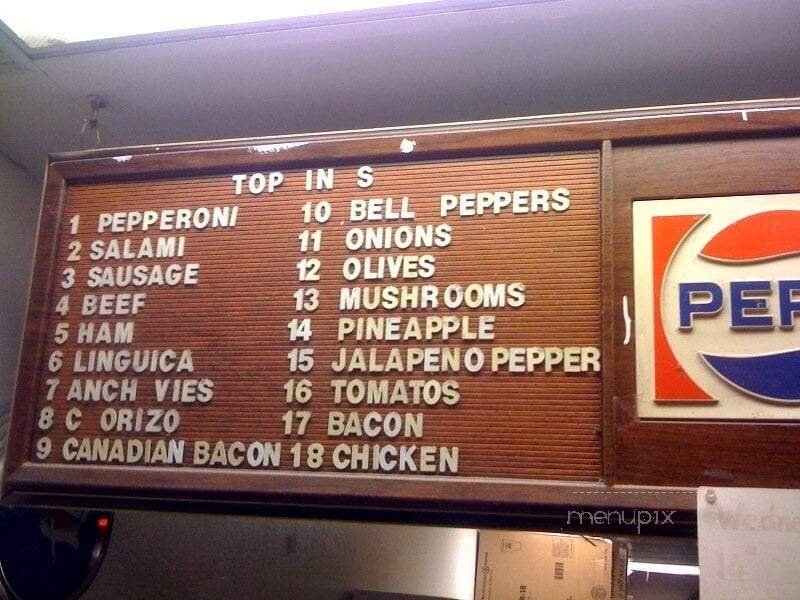 TOP IN S
1 PEPPERONI
2 SALAMI
3 SAUSAGE
4 BEEF
5 HAM
6 LINGUICA
7 ANCH VIES
8 C ORIZO
9 CANADIAN BACON
10 BELL PEPPERS
11 ONIONS
12 OLIVES
13 MUSHROOMS
14 PINEAPPLE
15 JALAPENO PEPPER
16 TOMATOS
17 BACON
18 CHICKEN
PEP
menupix